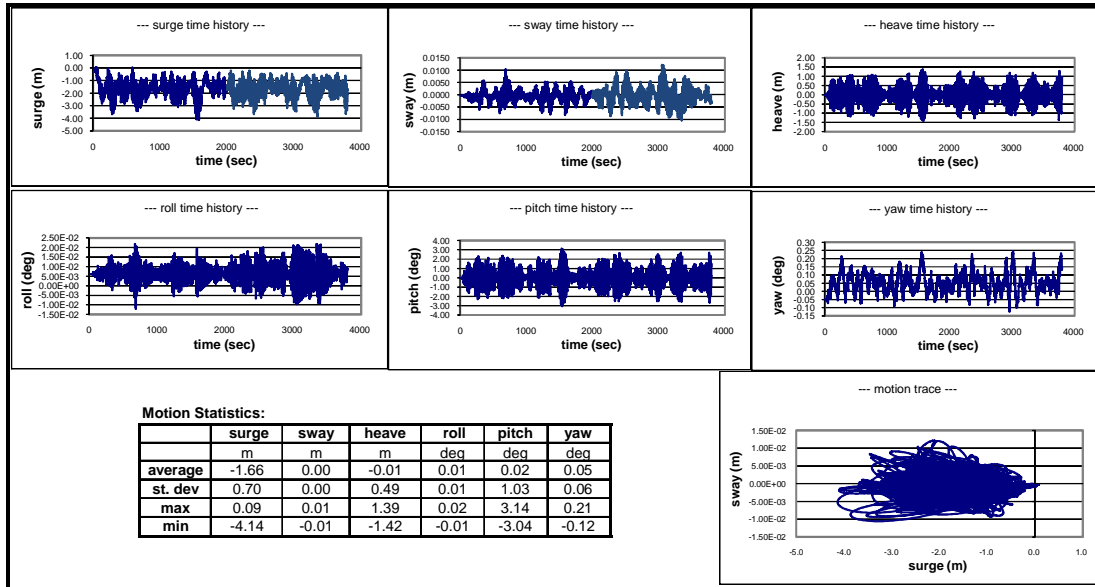 --- surge time history ---
1.00
0.00
-1.00
-2.00
-3.00
-4.00
-5.00
surge (m)
0 1000 2000 3000 4000
time (sec)
--- sway time history ---
0.0150
0.0100
0.0050
0.0000
-0.0050
-0.0100
-0.0150
sway (m)
0 1000 2000 3000 4000
time (sec)
--- heave time history ---
2.00
1.50
1.00
0.50
0.00
-0.50
-1.00
-1.50
-2.00
heave (m)
0 1000 2000 3000 4000
time (sec)
--- roll time history ---
2.50E-02
2.00E-02
1.50E-02
1.00E-02
5.00E-03
0.00E+00
-5.00E-03
-1.00E-02
-1.50E-02
roll (deg)
0 1000 2000 3000 4000
time (sec)
--- pitch time history ---
4.00
3.00
2.00
1.00
0.00
-1.00
-2.00
-3.00
-4.00
pitch (deg)
0 1000 2000 3000 4000
time (sec)
--- yaw time history ---
0.30
0.25
0.20
0.15
0.10
0.05
0.00
-0.05
-0.10
-0.15
yaw (deg)
0 1000 2000 3000 4000
time (sec)
Motion Statistics:
surge sway heave roll pitch yaw
m m m deg deg deg
average -1.66 0.00 -0.01 0.01 0.02 0.05
st. dev 0.70 0.00 0.49 0.01 1.03 0.06
max 0.09 0.01 1.39 0.02 3.14 0.21
min -4.14 -0.01 -1.42 -0.01 -3.04 -0.12
--- motion trace ---
1.50E-02
1.00E-02
5.00E-03
0.00E+00
-5.00E-03
-1.00E-02
-1.50E-02
sway (m)
-5.0 -4.0 -3.0 -2.0 -1.0 0.0 1.0
surge (m)